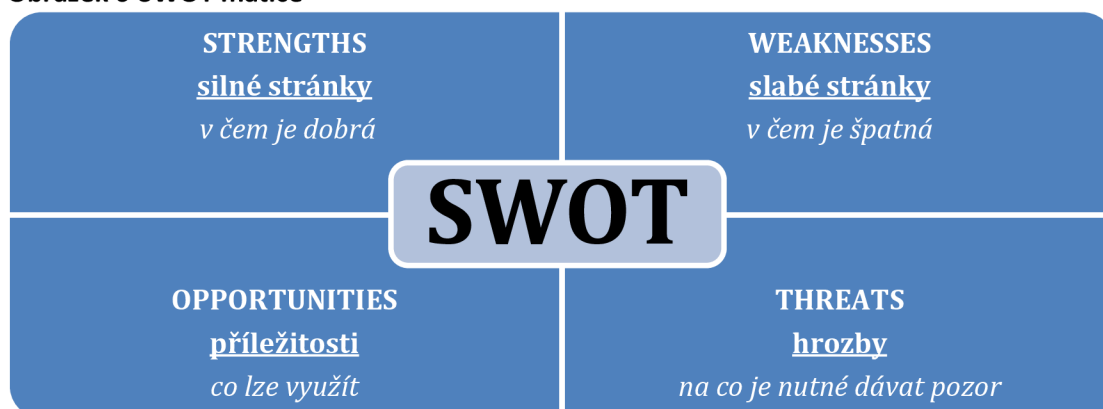 STRENGTHS
silné stránky
v čem je dobrá
WEAKNESSES
slabé stránky
v čem je špatná
SWOT
OPPORTUNITIES
příležitosti
co lze využít
THREATS
hrozby
na co je nutné dávat pozor